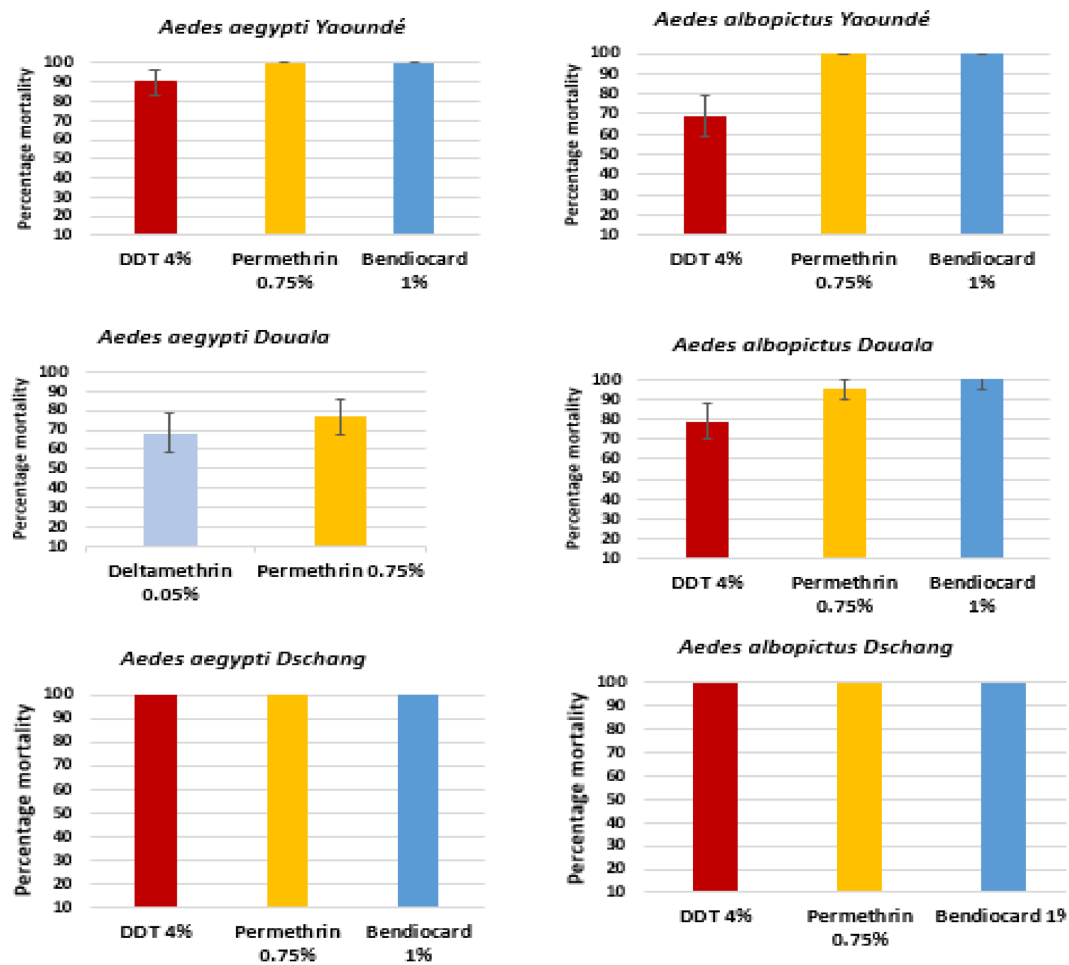 Aedes aegypti Yaoundé
Percentage mortality
100
90
80
70
60
50
40
30
20
10
DDT 4%
Permethrin
0.75%
Bendiocard
1%
Aedes albopictus Yaoundé
Percentage mortality
100
90
80
70
60
50
40
30
20
10
DDT 4%
Permethrin
0.75%
Bendiocard
1%
Aedes aegypti Douala
Percentage mortality
100
90
80
70
60
50
40
30
20
10
Deltamethrin
0.05%
Permethrin 0.75%
Aedes albopictus Douala
Percentage mortality
100
90
80
70
60
50
40
30
20
10
DDT 4%
Permethrin
0.75%
Bendiocard
1%
Aedes aegypti Dschang
Percentage mortality
100
90
80
70
60
50
40
30
20
10
DDT 4%
Permethrin
0.75%
Bendiocard
1%
Aedes albopictus Dschang
Percentage mortality
100
90
80
70
60
50
40
30
20
10
DDT 4%
Permethrin
0.75%
Bendiocard 1%